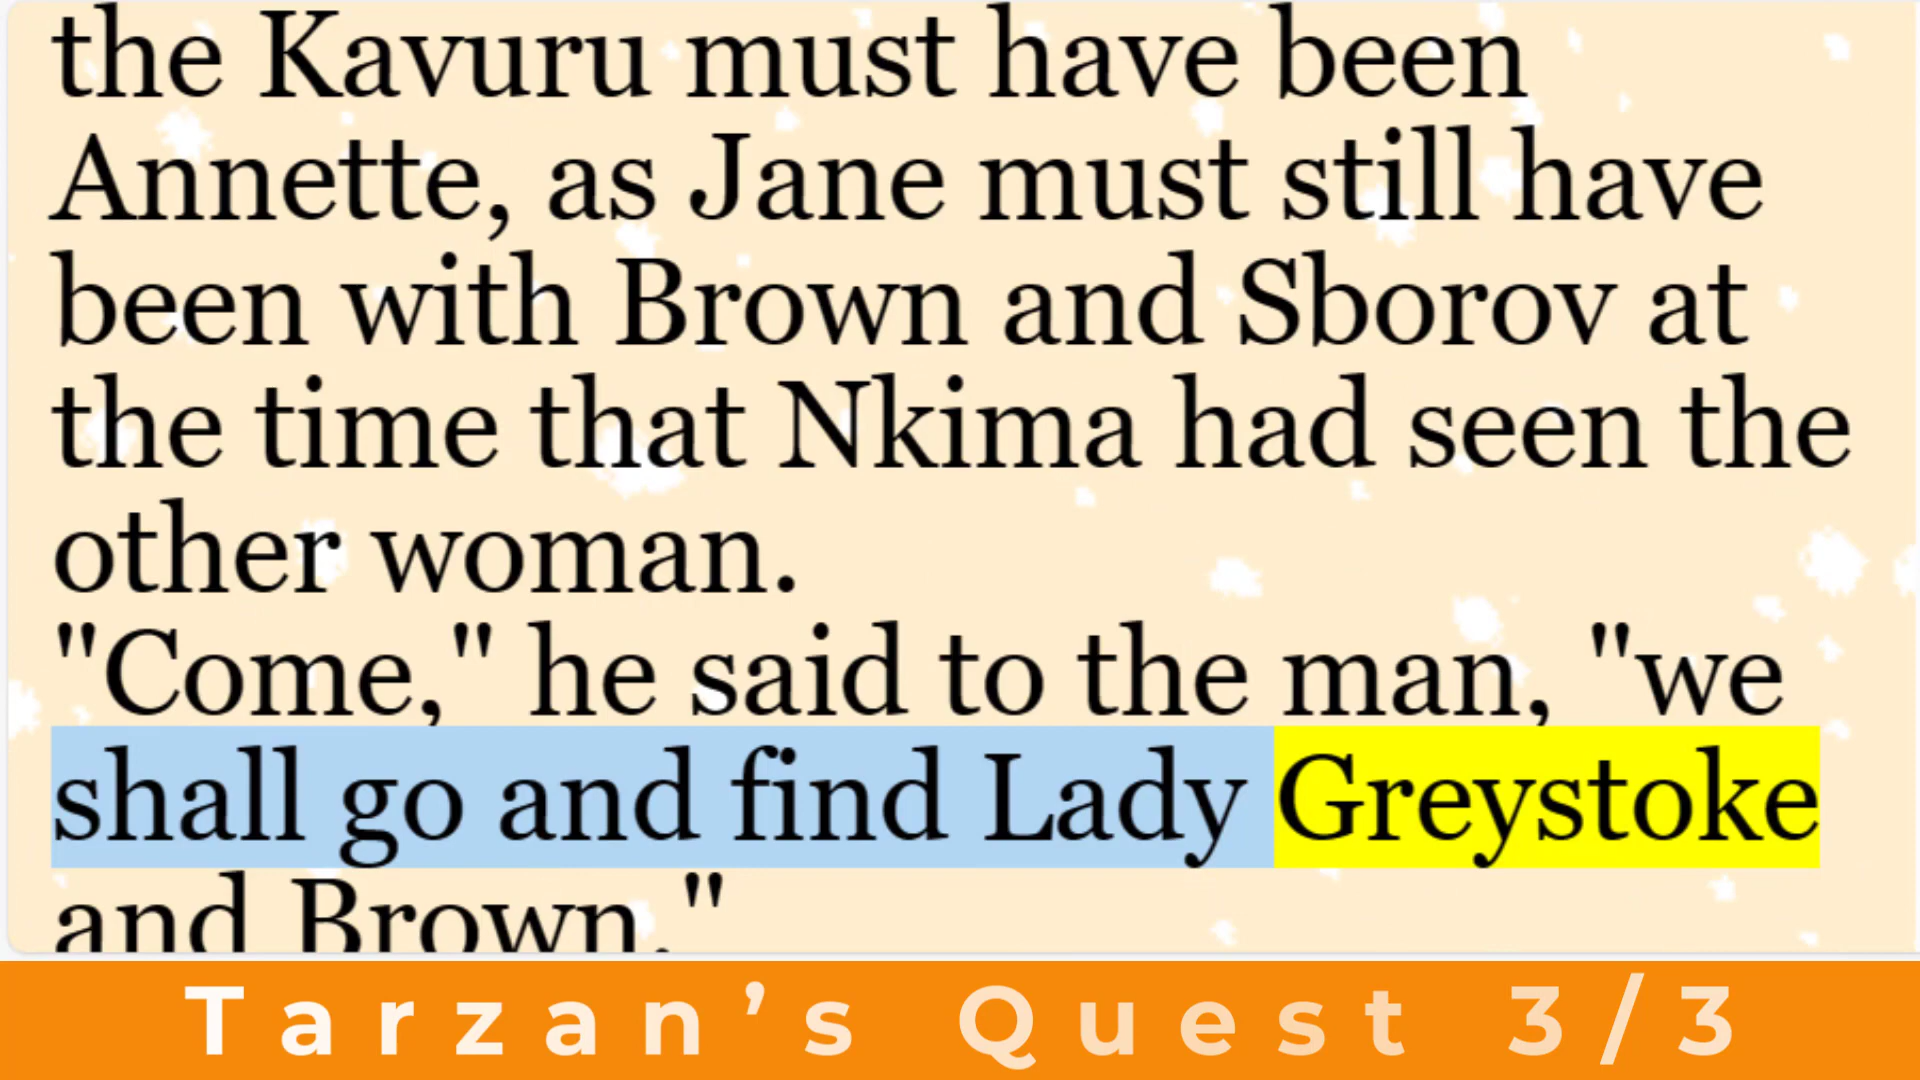 the Kavuru must have been
Annette, as Jane must still have
been with Brown and Sborov at
the time that Nkima had seen the
other woman.
"Come," he said to the man, "we
shall go and find Lady Greystoke
and Brown."
Tarzan’s Quest 3/3